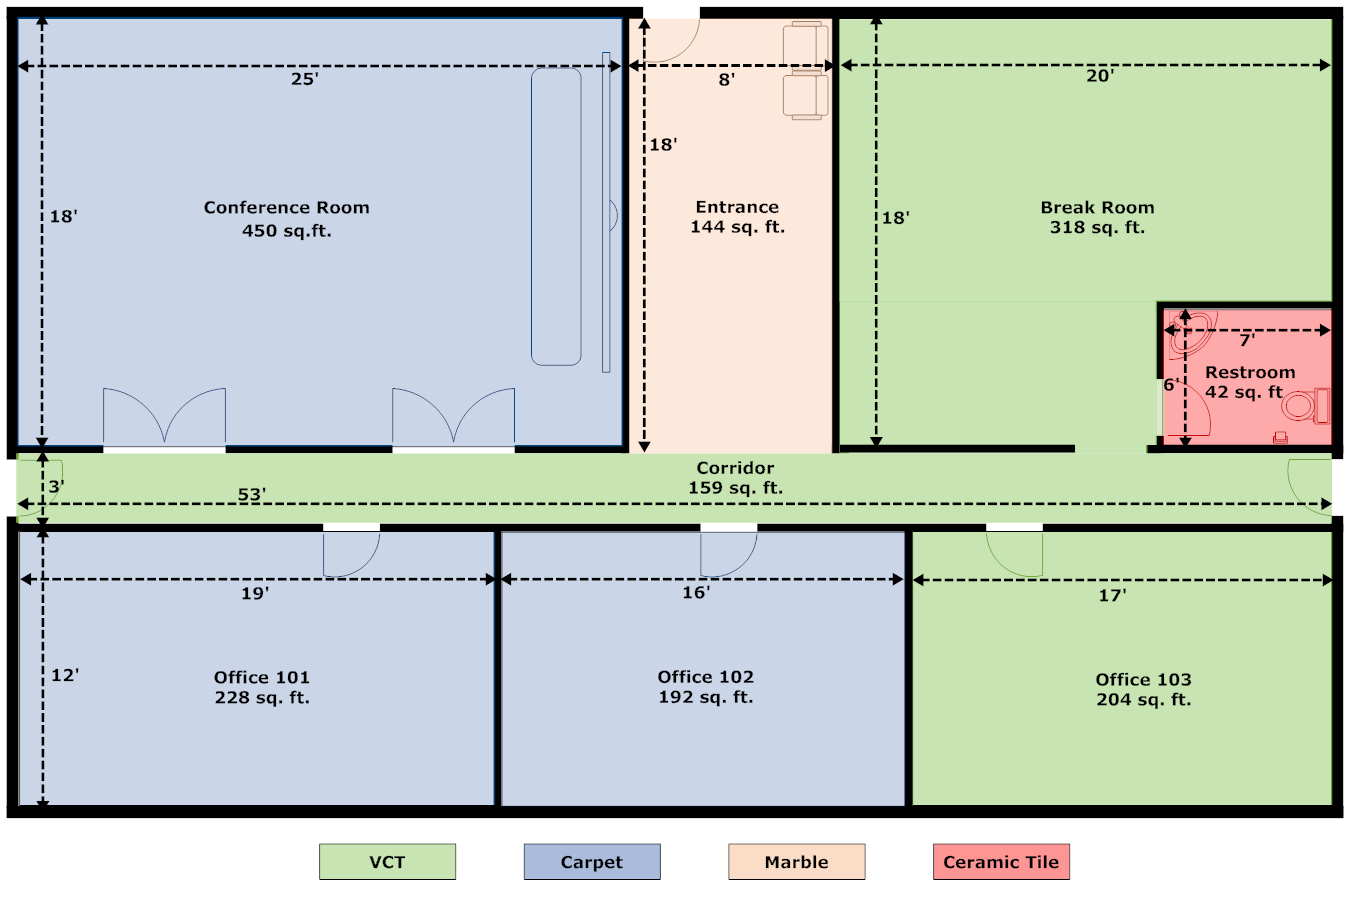 25'
8'
20'
18'
18'
18'
Conference Room
450 sq.ft.
Entrance
144 sq. ft.
Break Room
318 sq. ft.
7'
6'
Restroom
42 sq. ft
3'
53'
Corridor
159 sq. ft.
19'
16'
17'
12'
Office 101
228 sq. ft.
Office 102
192 sq. ft.
Office 103
204 sq. ft.
VCT
Carpet
Marble
Ceramic Tile